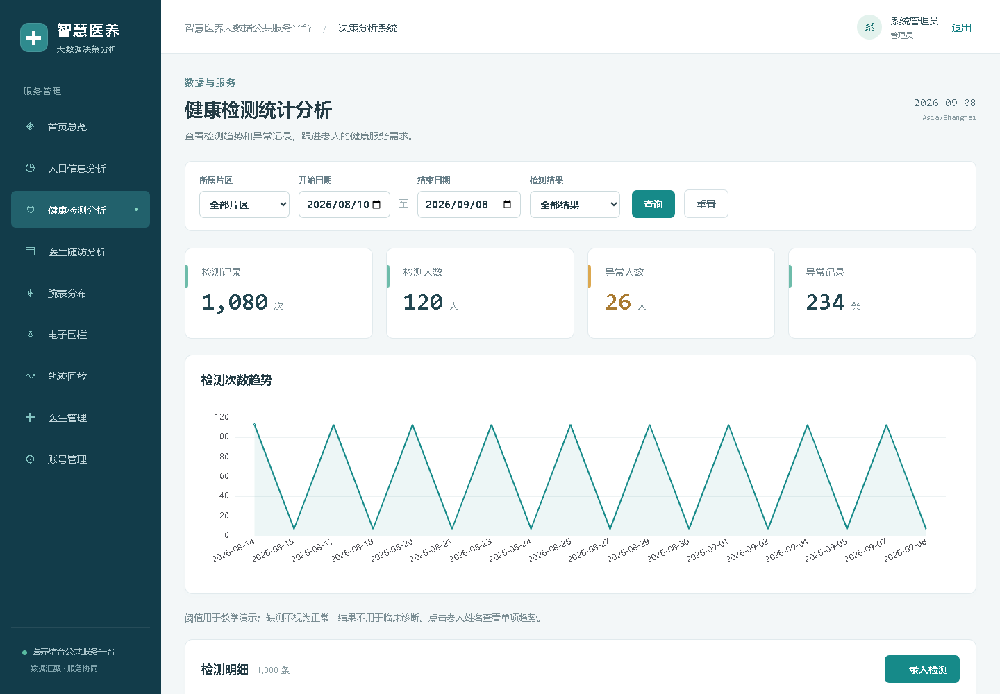 智慧医养
大数据决策分析
服务管理
首页总览
人口信息分析
健康检测分析
医生随访分析
腕表分布
电子围栏
轨迹回放
医生管理
账号管理
医养结合公共服务平台
数据汇聚 · 服务协同
智慧医养大数据公共服务平台 / 决策分析系统
系
系统管理员
管理员
退出
数据与服务
健康检测统计分析
查看检测趋势和异常记录，跟进老人的健康服务需求。
2026-09-08
Asia/Shanghai
所属片区
全部片区
开始日期
2026/08/10
至
结束日期
2026/09/08
检测结果
全部结果
查询
重置
检测记录
1,080 次
检测人数
120 人
异常人数
26 人
异常记录
234 条
检测次数趋势
120
100
80
60
40
20
0
2026-08-14
2026-08-15
2026-08-17
2026-08-18
2026-08-20
2026-08-21
2026-08-23
2026-08-24
2026-08-26
2026-08-27
2026-08-29
2026-08-30
2026-09-01
2026-09-02
2026-09-04
2026-09-05
2026-09-07
2026-09-08
阈值用于教学演示；缺测不视为正常，结果不用于临床诊断。点击老人姓名查看单项趋势。
检测明细 1,080 条
+ 录入检测